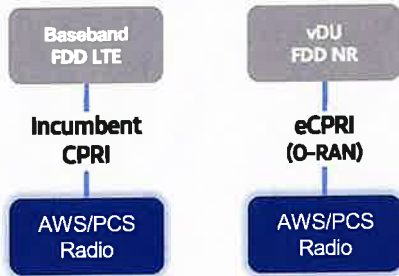 Baseband
FDD LTE
Incumbent
CPRI
AWS/PCS
Radio
vDU
FDD NR
eCPRI
(O-RAN)
AWS/PCS
Radio